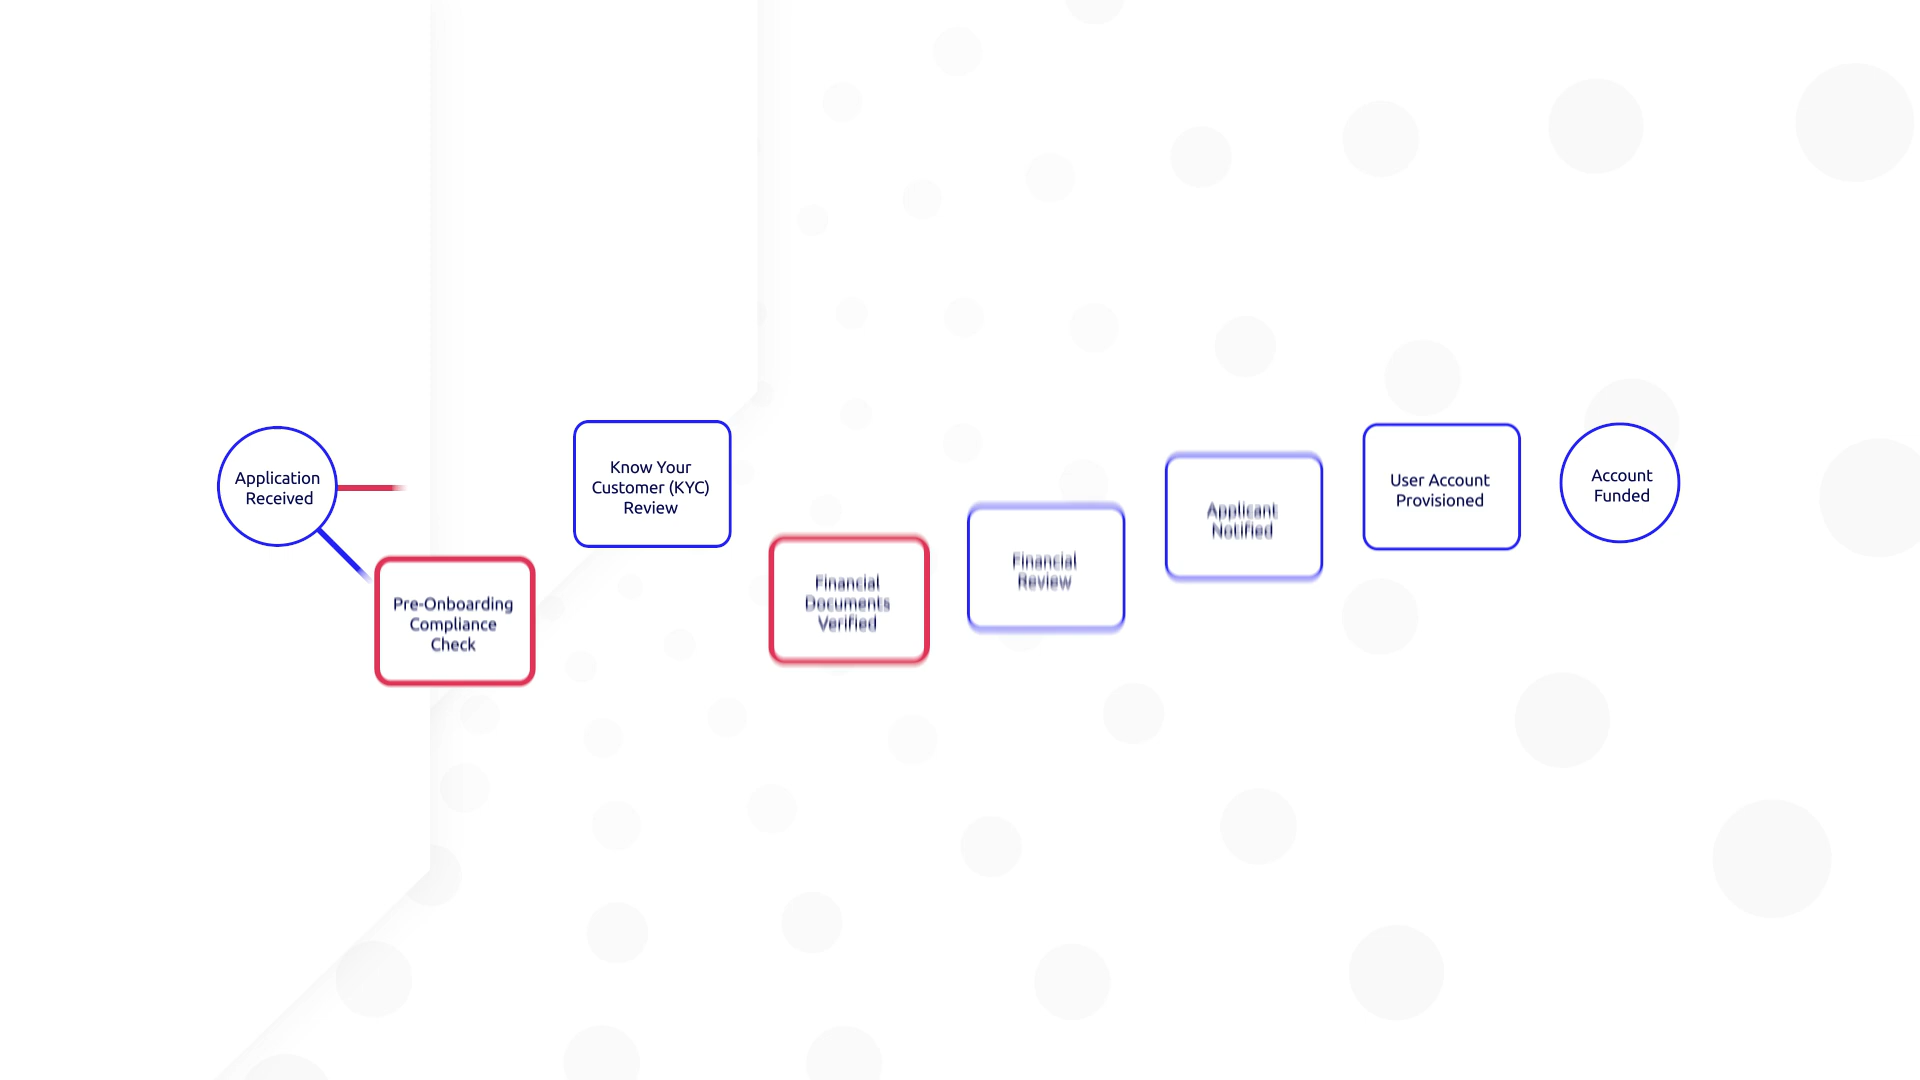 Application
Received
Pre-Onboarding
Compliance
Check
Know Your
Customer (KYC)
Review
Financial
Documents
Verified
Financial
Review
Applicant
Notified
User Account
Provisioned
Account
Funded